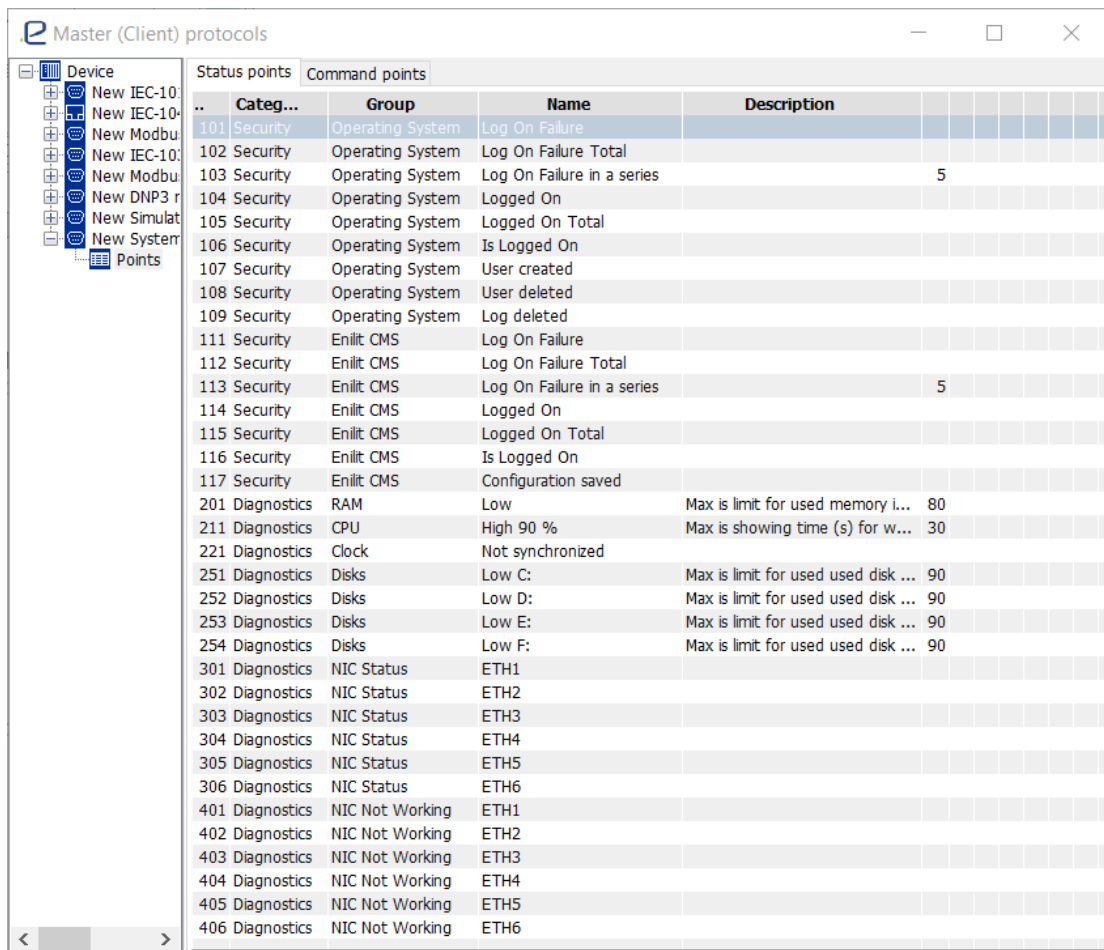 Master (Client) protocols
Device
New IEC-10
New IEC-10
New Modbu
New IEC-10
New Modbu
New DNP3 r
New Simulat
New System
Points
Status points Command points
.. Categ... Group Name Description
101 Security Operating System Log On Failure
102 Security Operating System Log On Failure Total
103 Security Operating System Log On Failure in a series 5
104 Security Operating System Logged On
105 Security Operating System Logged On Total
106 Security Operating System Is Logged On
107 Security Operating System User created
108 Security Operating System User deleted
109 Security Operating System Log deleted
111 Security Enilit CMS Log On Failure
112 Security Enilit CMS Log On Failure Total
113 Security Enilit CMS Log On Failure in a series 5
114 Security Enilit CMS Logged On
115 Security Enilit CMS Logged On Total
116 Security Enilit CMS Is Logged On
117 Security Enilit CMS Configuration saved
201 Diagnostics RAM Low Max is limit for used memory i... 80
211 Diagnostics CPU High 90 % Max is showing time (s) for w... 30
221 Diagnostics Clock Not synchronized
251 Diagnostics Disks Low C: Max is limit for used used disk ... 90
252 Diagnostics Disks Low D: Max is limit for used used disk ... 90
253 Diagnostics Disks Low E: Max is limit for used used disk ... 90
254 Diagnostics Disks Low F: Max is limit for used used disk ... 90
301 Diagnostics NIC Status ETH1
302 Diagnostics NIC Status ETH2
303 Diagnostics NIC Status ETH3
304 Diagnostics NIC Status ETH4
305 Diagnostics NIC Status ETH5
306 Diagnostics NIC Status ETH6
401 Diagnostics NIC Not Working ETH1
402 Diagnostics NIC Not Working ETH2
403 Diagnostics NIC Not Working ETH3
404 Diagnostics NIC Not Working ETH4
405 Diagnostics NIC Not Working ETH5
406 Diagnostics NIC Not Working ETH6